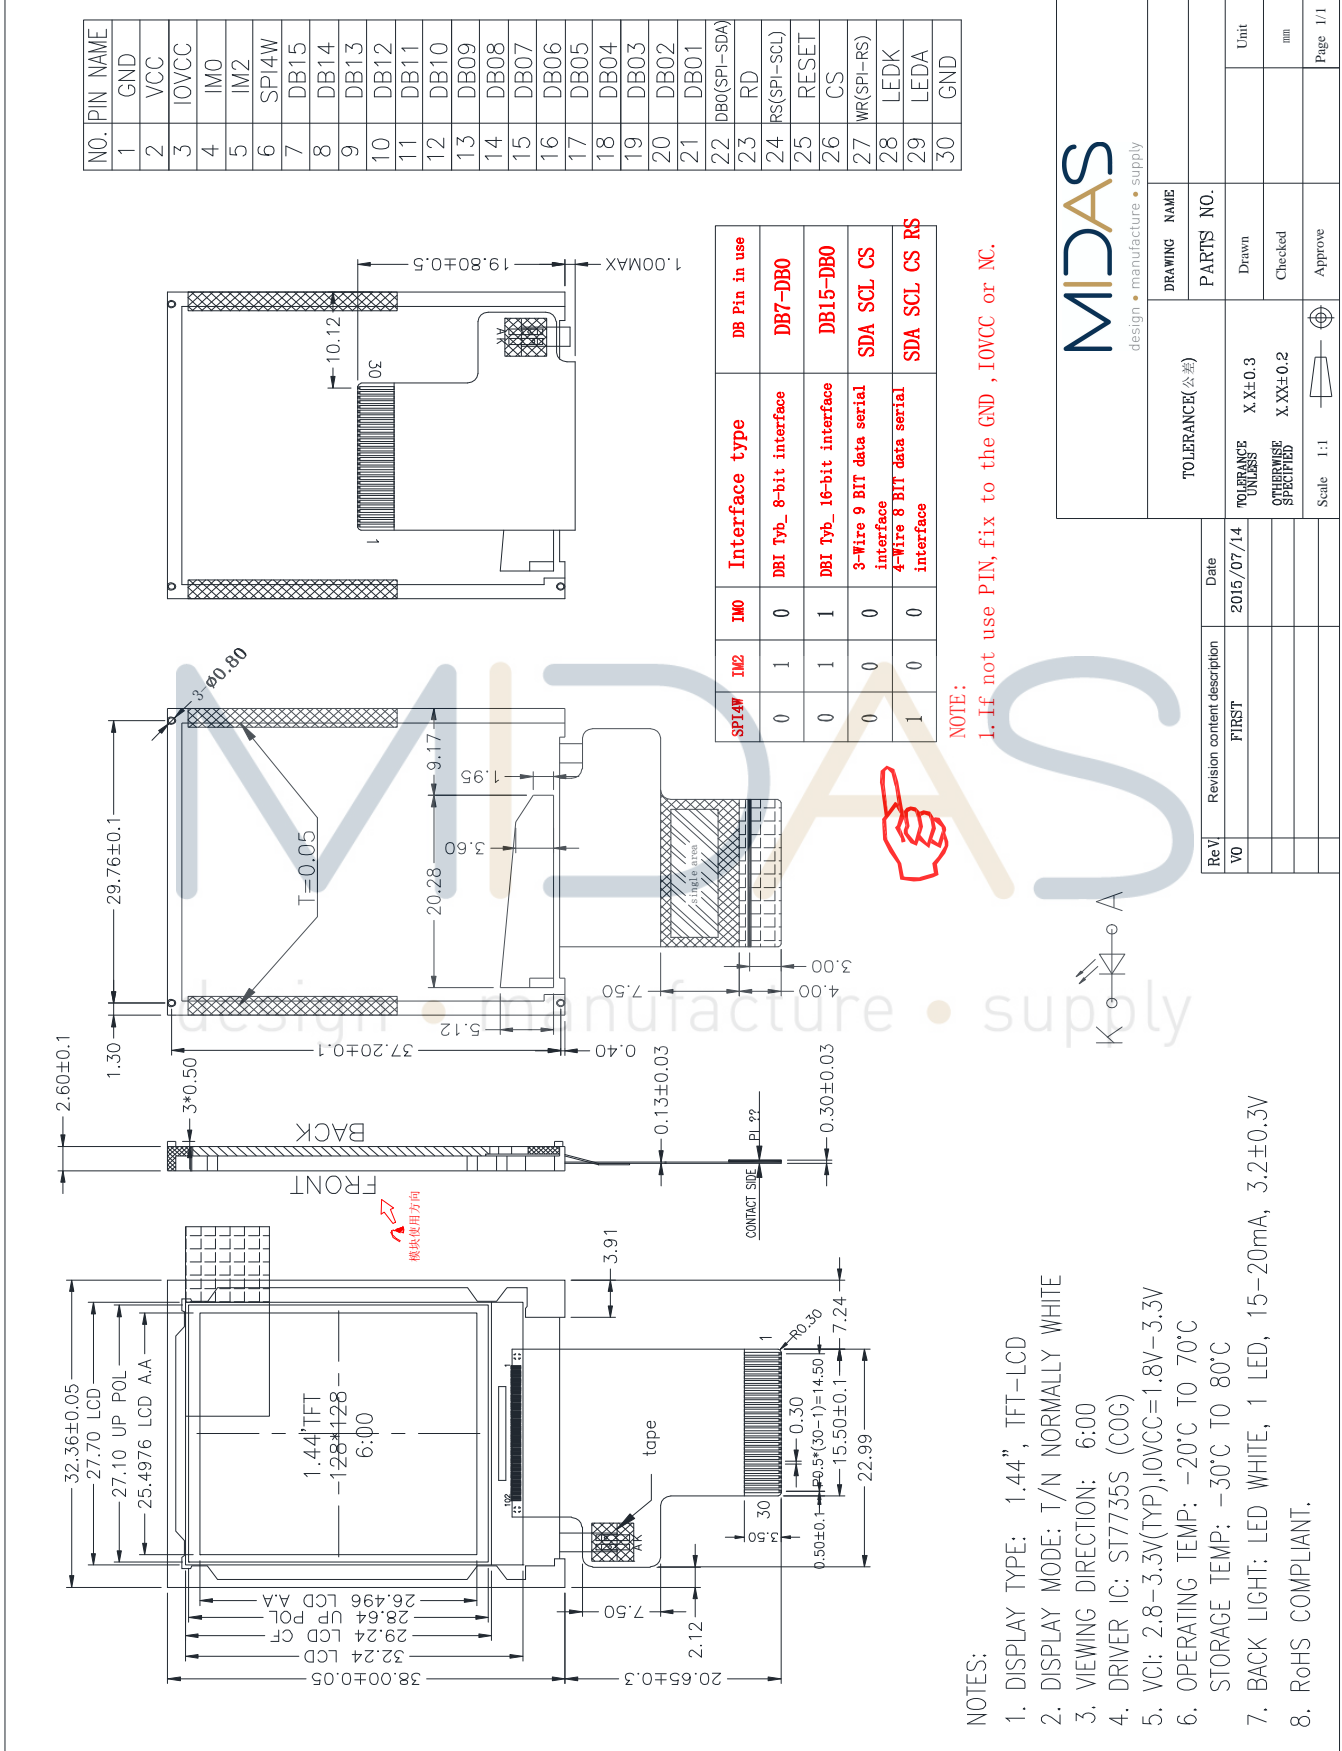 NO. PIN NAME
1 GND
2 VCC
3 IOVCC
4 IM0
5 IM2
6 SPI4W
7 DB15
8 DB14
9 DB13
10 DB12
11 DB11
12 DB10
13 DB09
14 DB08
15 DB07
16 DB06
17 DB05
18 DB04
19 DB03
20 DB02
21 DB01
22 DB0(SPI-SDA)
23 RD
24 RS(SPI-SCL)
25 RESET
26 CS
27 WR(SPI-RS)
28 LEDK
29 LEDA
30 GND
19.80±0.5
1.00MAX
10.12
30
1
A K
3-Ø0.80
29.76±0.1
1.30
T=0.05
9.17
20.28
1.95
3.60
5.12
37.20±0.1
0.40
single area
7.50
4.00
3.00
2.60±0.1
3*0.50
BACK
FRONT
模块使用方向
0.13±0.03
PI ??
CONTACT SIDE
0.30±0.03
32.36±0.05
27.70 LCD
27.10 UP POL
25.4976 LCD A.A
1.44'TFT
128*128
6:00
26.496 LCD A.A
28.64 UP POL
29.24 LCD CF
32.24 LCD
38.00±0.05
20.65±0.3
3.91
1
102
tape
A K
7.50
2.12
3.50
30
1
R0.30
0.30
P0.5*(30-1)=14.50
0.50±0.1
15.50±0.1
7.24
22.99
SPI4W IM2 IM0 Interface type DB Pin in use
0 1 0 DBI Tyb_ 8-bit interface DB7-DB0
0 1 1 DBI Tyb_ 16-bit interface DB15-DB0
0 0 0 3-Wire 9 BIT data serial interface SDA SCL CS
1 0 0 4-Wire 8 BIT data serial interface SDA SCL CS RS
NOTE:
1. If not use PIN, fix to the GND , IOVCC or NC.
K A
NOTES:
1. DISPLAY TYPE: 1.44", TFT-LCD
2. DISPLAY MODE: T/N NORMALLY WHITE
3. VIEWING DIRECTION: 6:00
4. DRIVER IC: ST7735S (COG)
5. VCI: 2.8-3.3V(TYP),IOVCC=1.8V-3.3V
6. OPERATING TEMP: -20°C TO 70°C
STORAGE TEMP: -30°C TO 80°C
7. BACK LIGHT: LED WHITE, 1 LED, 15-20mA, 3.2±0.3V
8. RoHS COMPLIANT.
MIDAS
design • manufacture • supply
MIDAS
design • manufacture • supply
DRAWING NAME
PARTS NO.
TOLERANCE(公差)
TOLERANCE UNLESS
OTHERWISE SPECIFIED
X.X±0.3
X.XX±0.2
Scale 1:1
Drawn
Checked
Approve
Unit
mm
Page 1/1
ReV. Revision content description Date
V0 FIRST 2015/07/14